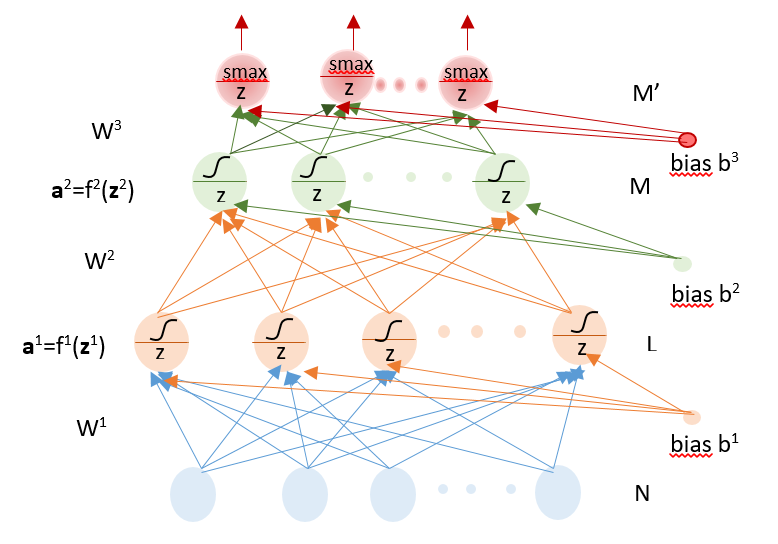 smax smax smax
z z z
M’
W³
bias b³
z z z
a²=f²(z²)
M
W²
bias b²
a¹=f¹(z¹)
z z z z
L
W¹
bias b¹
N